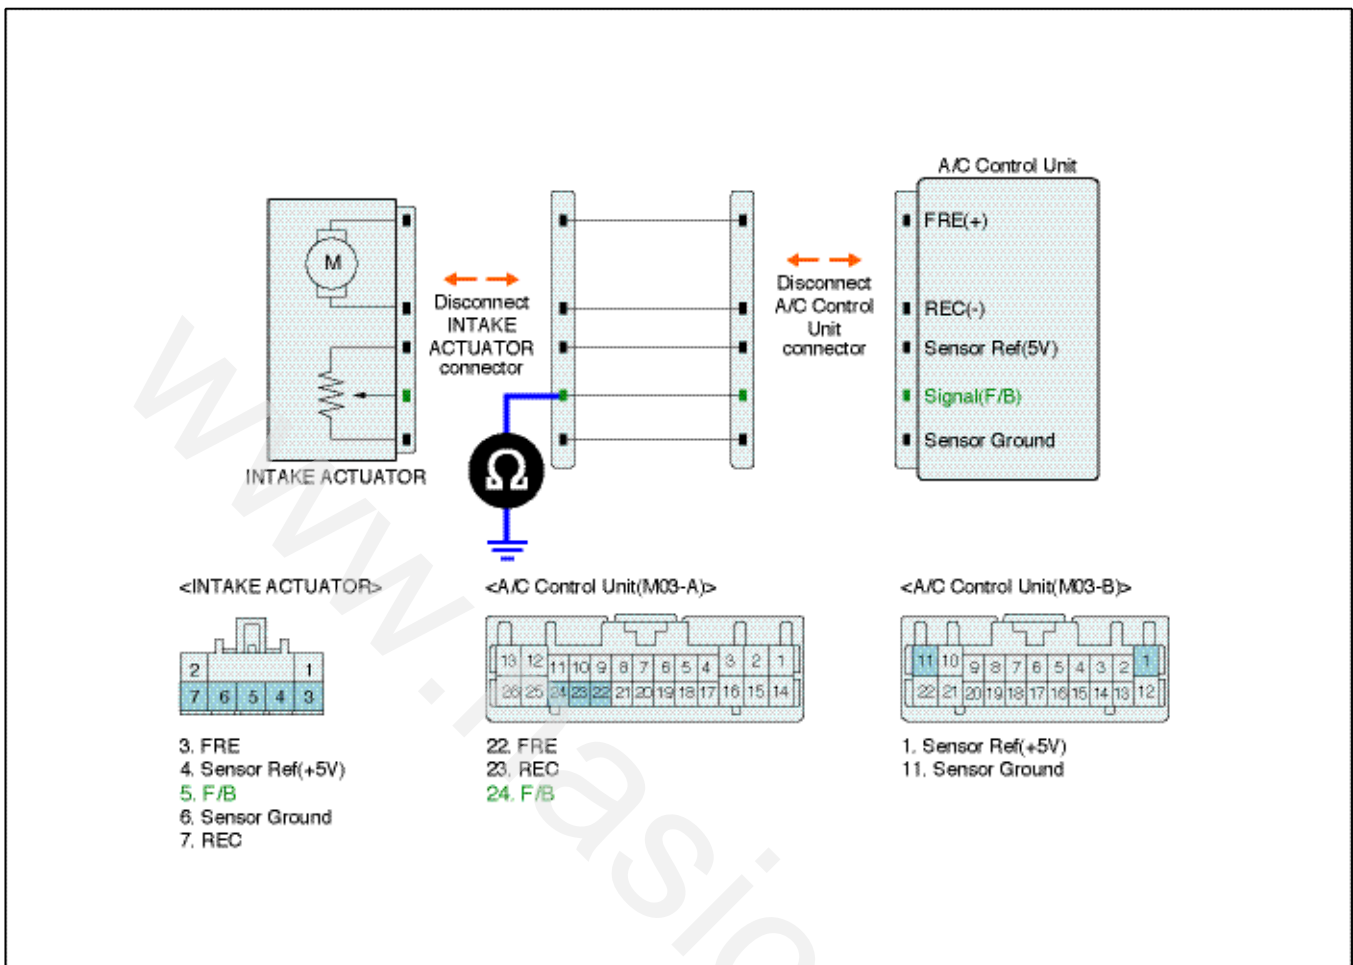 A/C Control Unit
FRE(+)
M
Disconnect
INTAKE
ACTUATOR
connector
Disconnect
A/C Control
Unit
connector
REC(-)
Sensor Ref(5V)
Signal(F/B)
Sensor Ground
INTAKE ACTUATOR
Ω
<INTAKE ACTUATOR>
<A/C Control Unit(M03-A)>
<A/C Control Unit(M03-B)>
2 1
7 6 5 4 3
13 12 11 10 9 8 7 6 5 4 3 2 1
26 25 24 23 22 21 20 19 18 17 16 15 14
11 10 9 8 7 6 5 4 3 2 1
22 21 20 19 18 17 16 15 14 13 12
3. FRE
4. Sensor Ref(+5V)
5. F/B
6. Sensor Ground
7. REC
22. FRE
23. REC
24. F/B
1. Sensor Ref(+5V)
11. Sensor Ground